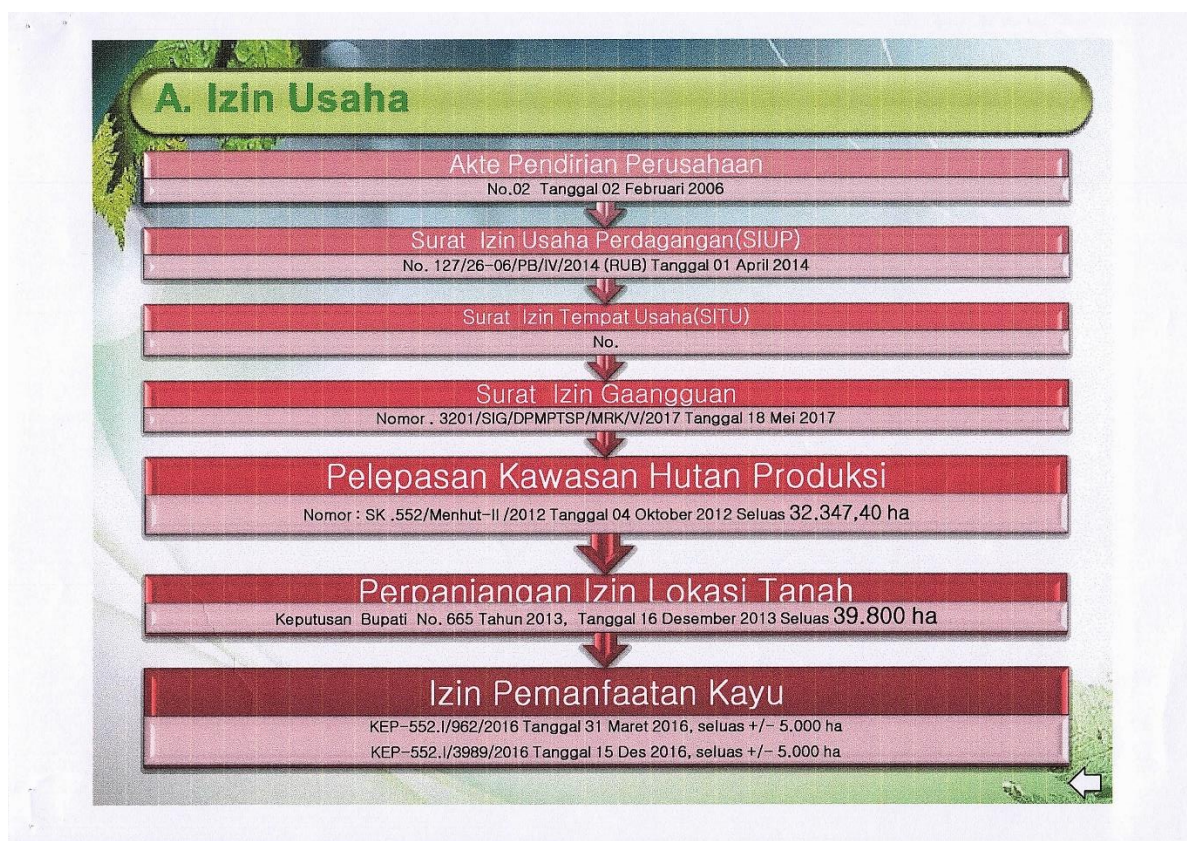 A. Izin Usaha
Akte Pendirian Perusahaan
No.02 Tanggal 02 Februari 2006
Surat Izin Usaha Perdagangan(SIUP)
No. 127/26-06/PB/IV/2014 (RUB) Tanggal 01 April 2014
Surat Izin Tempat Usaha(SITU)
No.
Surat Izin Gaangguan
Nomor . 3201/SIG/DPMPTSP/MRK/V/2017 Tanggal 18 Mei 2017
Pelepasan Kawasan Hutan Produksi
Nomor : SK .552/Menhut-II /2012 Tanggal 04 Oktober 2012 Seluas 32.347,40 ha
Perpanjangan Izin Lokasi Tanah
Keputusan Bupati No. 665 Tahun 2013, Tanggal 16 Desember 2013 Seluas 39.800 ha
Izin Pemanfaatan Kayu
KEP-552.I/962/2016 Tanggal 31 Maret 2016, seluas +/- 5.000 ha
KEP-552.I/3989/2016 Tanggal 15 Des 2016, seluas +/- 5.000 ha